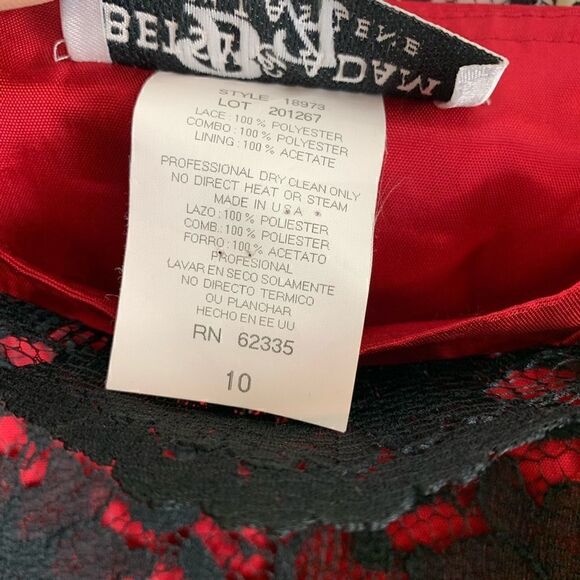 MADA
STYLE 18973
LOT 201267
LACE: 100% POLYESTER
COMBO: 100% POLYESTER
LINING: 100% ACETATE
PROFESSIONAL DRY CLEAN ONLY
NO DIRECT HEAT OR STEAM
MADE IN U.S.A.
LAZO: 100% POLIESTER
COMB.: 100% POLIESTER
FORRO: 100% ACETATO
PROFESIONAL
LAVAR EN SECO SOLAMENTE
NO DIRECTO TERMICO
OU PLANCHAR
HECHO EN EE UU
RN 62335
10